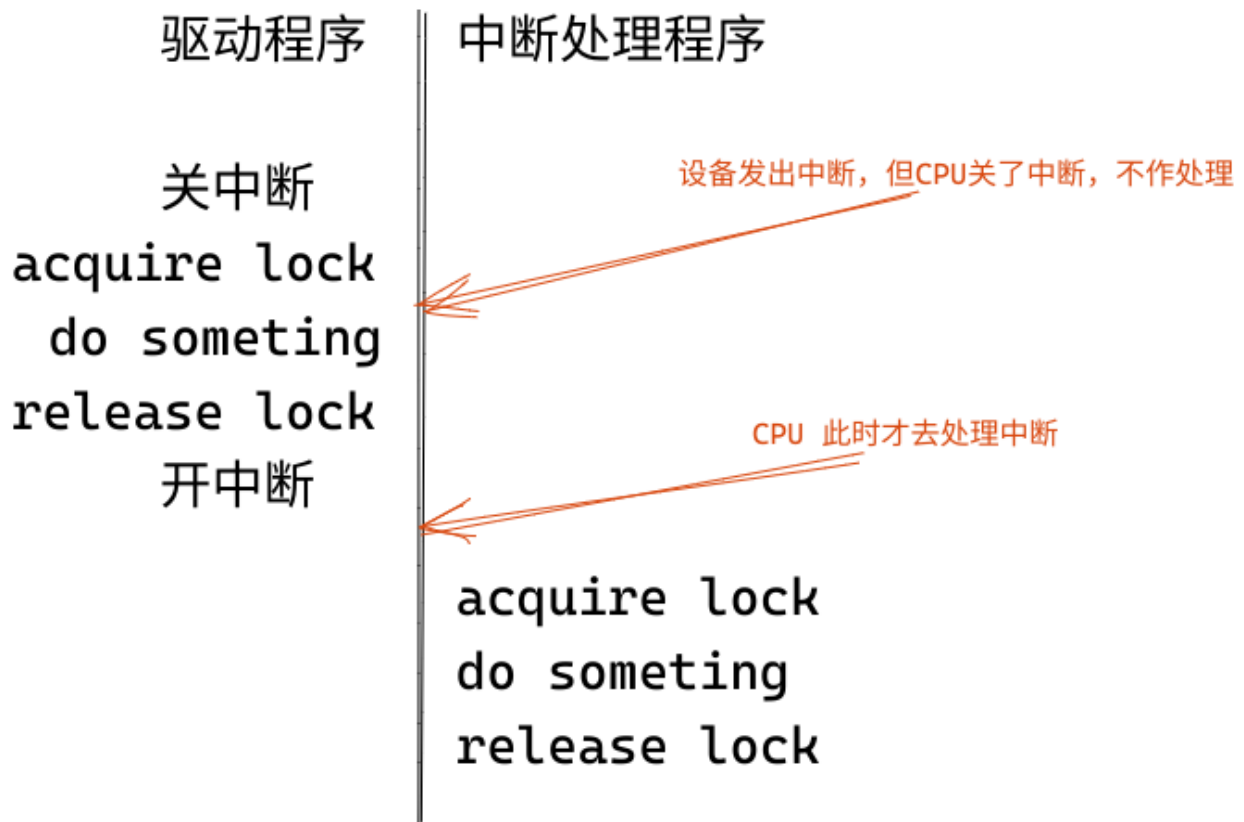 驱动程序
中断处理程序
关中断
设备发出中断，但CPU关了中断，不作处理
acquire lock
do someting
release lock
CPU 此时才去处理中断
开中断
acquire lock
do someting
release lock